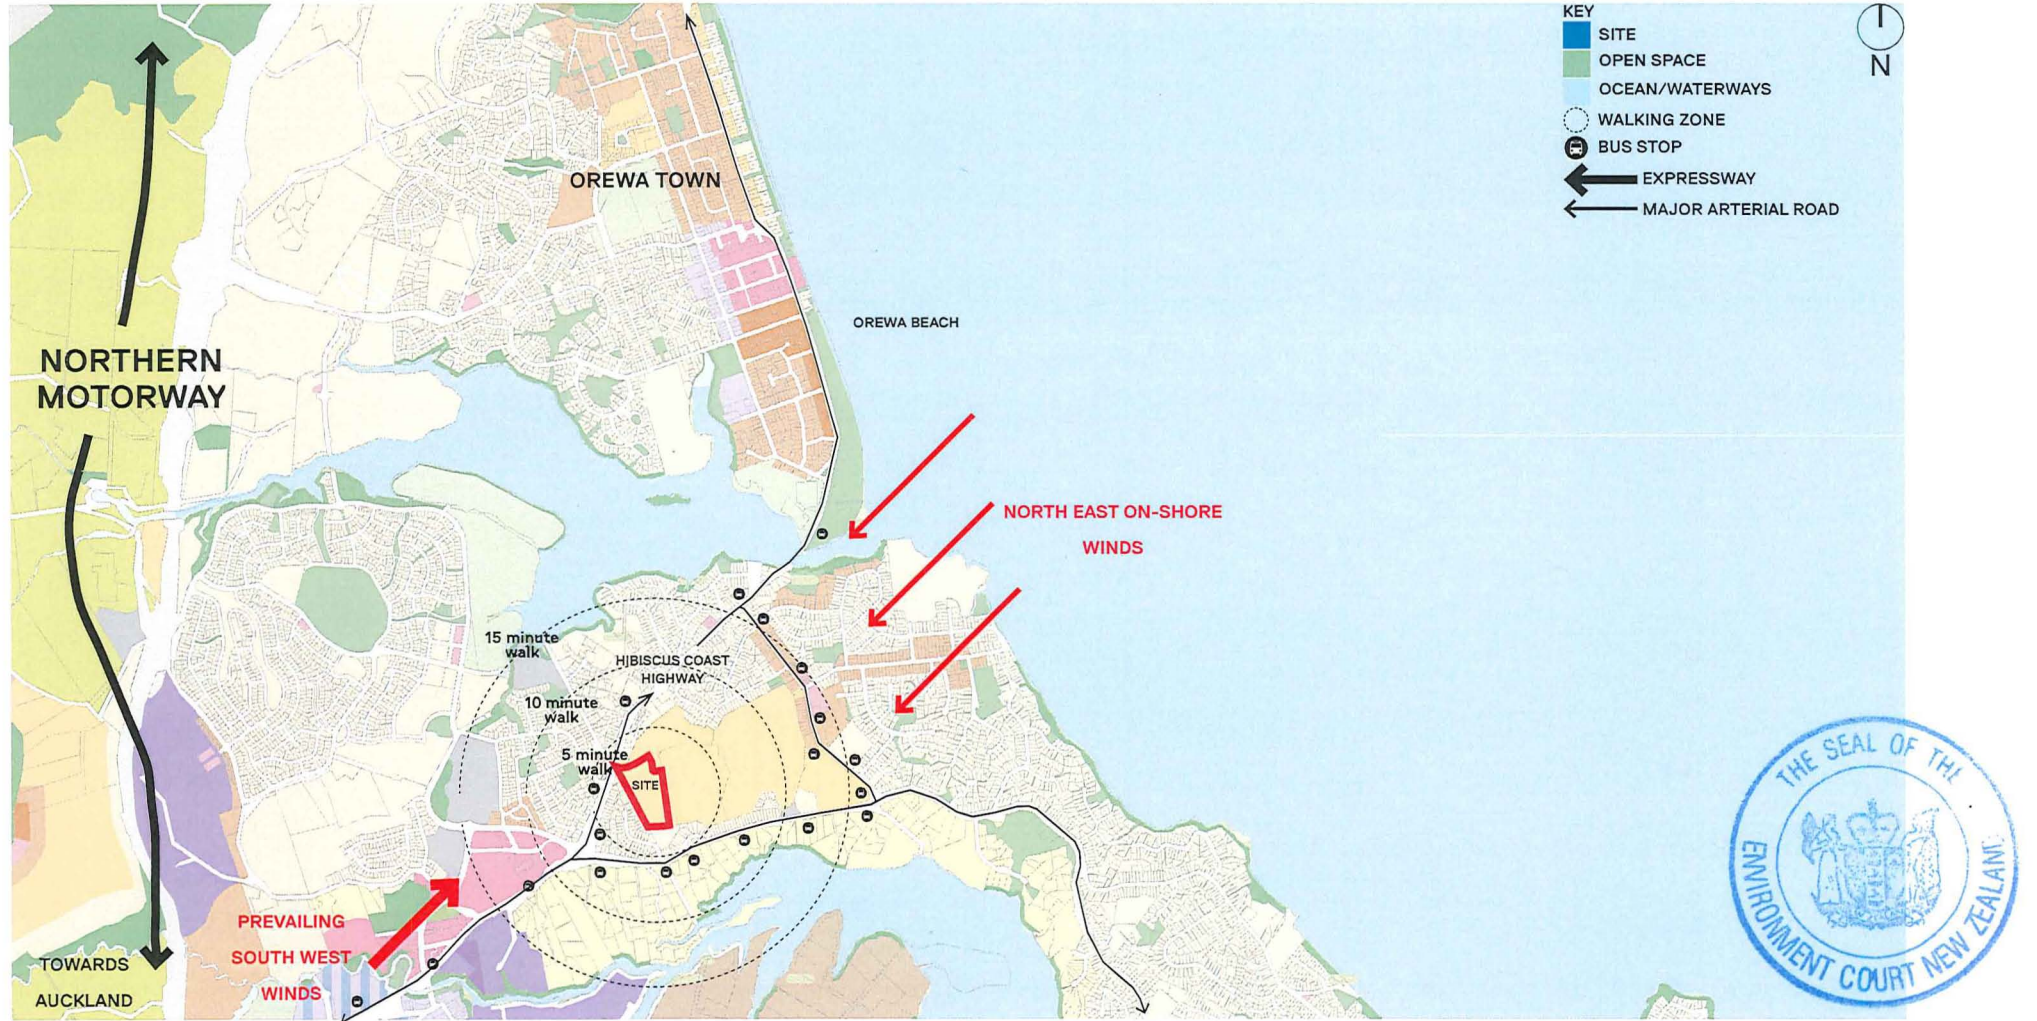 KEY
SITE
OPEN SPACE
OCEAN/WATERWAYS
WALKING ZONE
BUS STOP
EXPRESSWAY
MAJOR ARTERIAL ROAD
N
OREWA TOWN
OREWA BEACH
NORTHERN
MOTORWAY
NORTH EAST ON-SHORE
WINDS
15 minute
walk
HIBISCUS COAST
HIGHWAY
10 minute
walk
5 minute
walk
SITE
PREVAILING
SOUTH WEST
WINDS
TOWARDS
AUCKLAND
THE SEAL OF THE
ENVIRONMENT COURT NEW ZEALAND